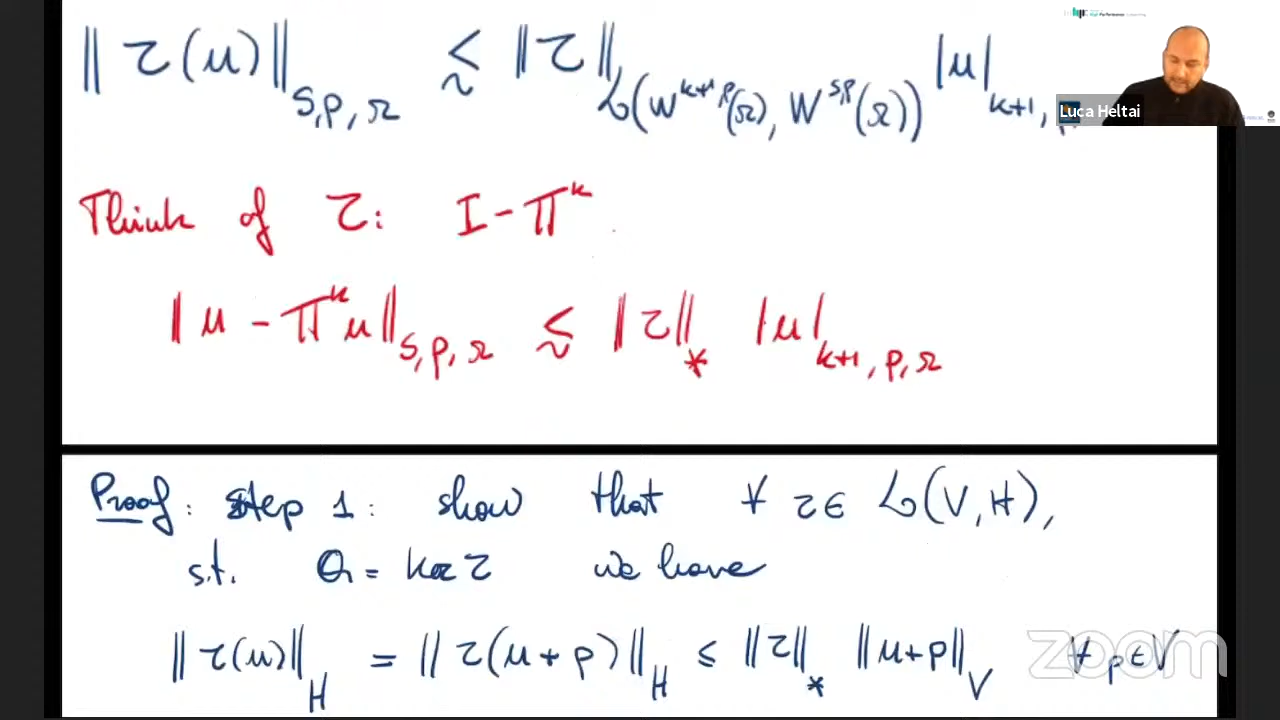 ‖ τ(u) ‖_{s,p,Ω} ≲ ‖ τ ‖_{L(W^{k+1,p}(Ω), W^{s,p}(Ω))} |u|_{k+1,p
Luca Heltai
Think of τ: I - Π^k
‖ u - Π^k u ‖_{s,p,Ω} ≲ ‖ τ ‖_* |u|_{k+1,p,Ω}
Proof: Step 1: show that ∀ τ ∈ L(V,H),
s.t. Q = ker τ we have
‖ τ(u) ‖_H = ‖ τ(u+p) ‖_H ≤ ‖ τ ‖_* ‖ u+p ‖_V ∀ p ∈ V
zoom